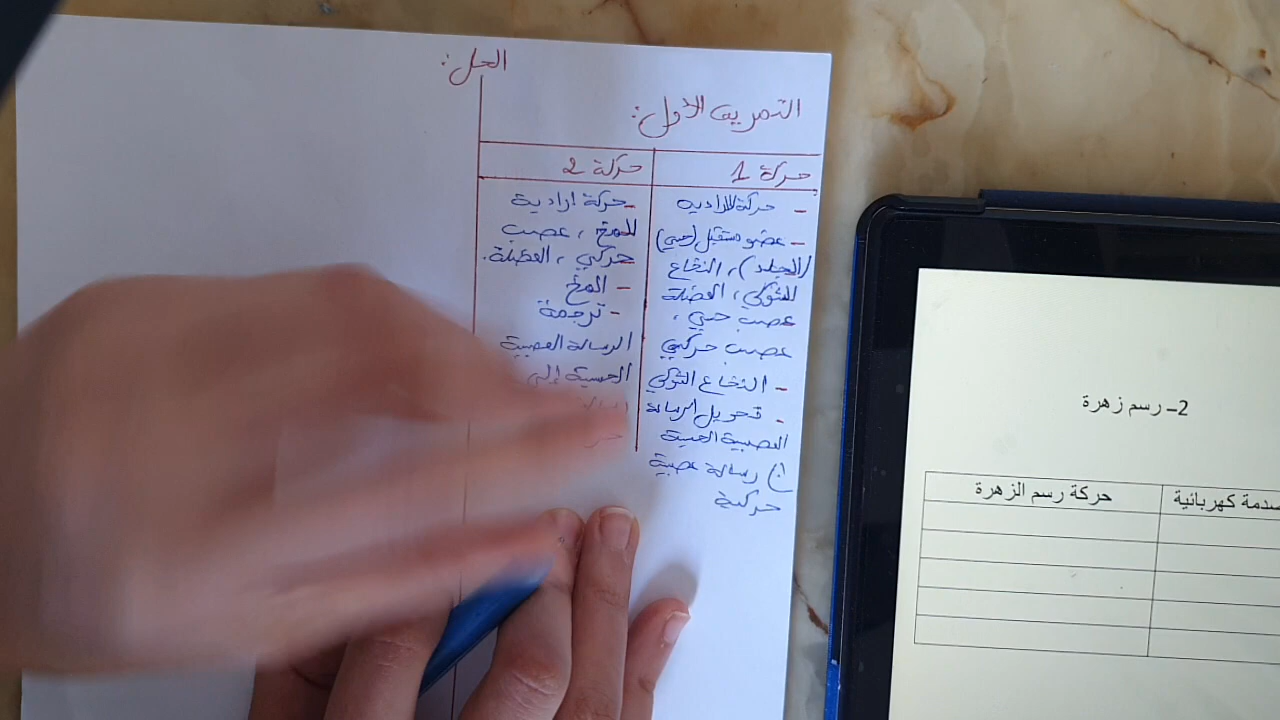 الحل:
التمرين الأول:
حركة 1
حركة 2
- حركة لاإرادية
- عضو مستقبل (حسي)
(الجلد)، النخاع
الشوكي، العضلة
عصب حسي،
عصب حركي
- النخاع الشوكي
- تحويل الرسالة
العصبية الحسية
إلى رسالة عصبية
حركية
- حركة إرادية
المخ، عصب
حركي، العضلة.
- المخ
- ترجمة
الرسالة العصبية
الحسية إلى
2- رسم زهرة
صدمة كهربائية
حركة رسم الزهرة